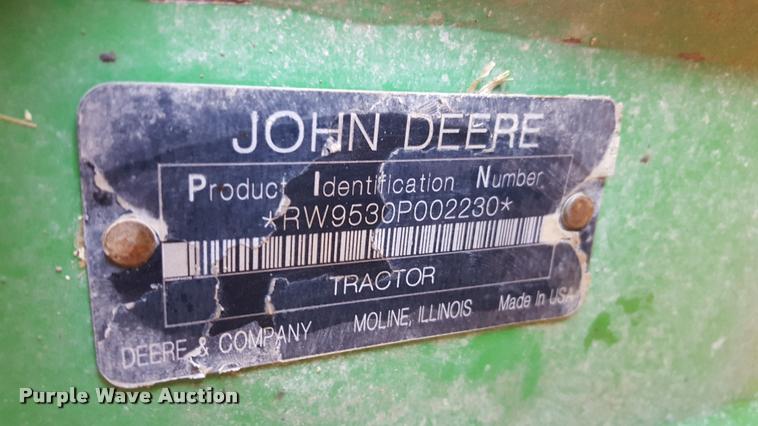 JOHN DEERE
Product Identification Number
*RW9530P002230*
TRACTOR
DEERE & COMPANY MOLINE, ILLINOIS Made In USA
Purple Wave Auction